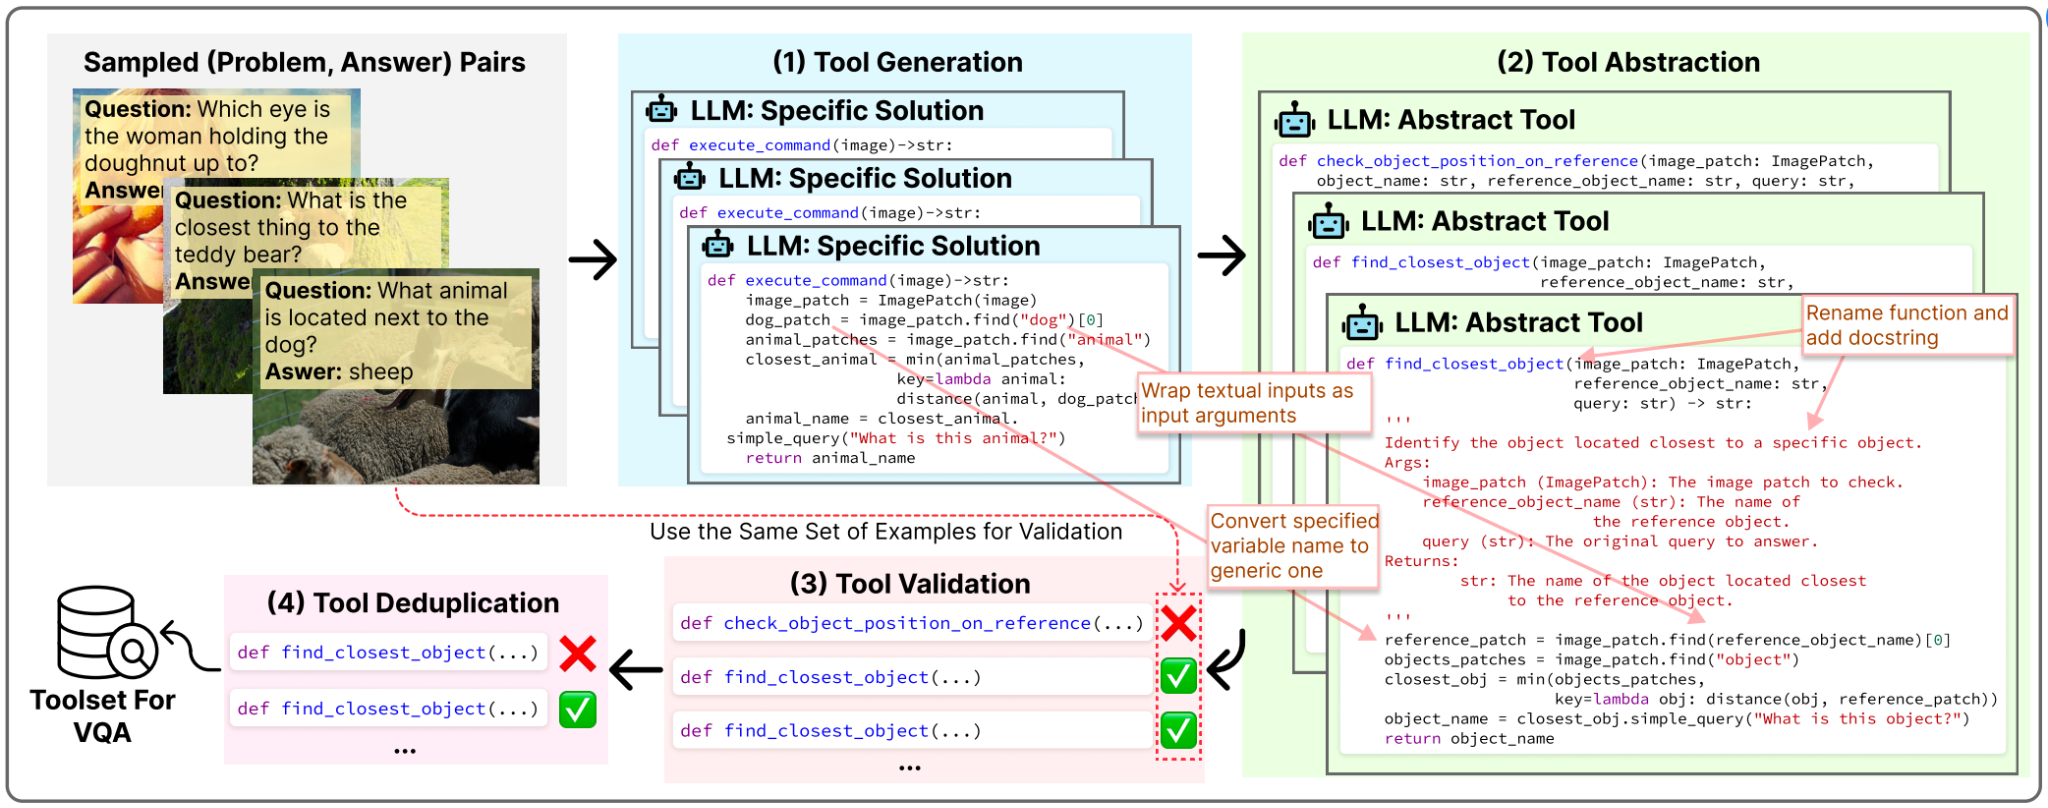 Sampled (Problem, Answer) Pairs
Question: Which eye is
the woman holding the
doughnut up to?
Answer
Question: What is the
closest thing to the
teddy bear?
Answe
Question: What animal
is located next to the
dog?
Aswer: sheep
(1) Tool Generation
LLM: Specific Solution
def execute_command(image)->str:
LLM: Specific Solution
def execute_command(image)->str:
LLM: Specific Solution
def execute_command(image)->str:
image_patch = ImagePatch(image)
dog_patch = image_patch.find("dog")[0]
animal_patches = image_patch.find("animal")
closest_animal = min(animal_patches,
key=lambda animal:
distance(animal, dog_patch
animal_name = closest_animal.
simple_query("What is this animal?")
return animal_name
(2) Tool Abstraction
LLM: Abstract Tool
def check_object_position_on_reference(image_patch: ImagePatch,
object_name: str, reference_object_name: str, query: str,
LLM: Abstract Tool
def find_closest_object(image_patch: ImagePatch,
reference_object_name: str,
LLM: Abstract Tool
def find_closest_object(image_patch: ImagePatch,
reference_object_name: str,
query: str) -> str:
'''
Identify the object located closest to a specific object.
Args:
image_patch (ImagePatch): The image patch to check.
reference_object_name (str): The name of
the reference object.
query (str): The original query to answer.
Returns:
str: The name of the object located closest
to the reference object.
'''
reference_patch = image_patch.find(reference_object_name)[0]
objects_patches = image_patch.find("object")
closest_obj = min(objects_patches,
key=lambda obj: distance(obj, reference_patch))
object_name = closest_obj.simple_query("What is this object?")
return object_name
Rename function and
add docstring
Wrap textual inputs as
input arguments
Convert specified
variable name to
generic one
Use the Same Set of Examples for Validation
(3) Tool Validation
def check_object_position_on_reference(...)
def find_closest_object(...)
def find_closest_object(...)
...
(4) Tool Deduplication
def find_closest_object(...)
def find_closest_object(...)
...
Toolset For
VQA